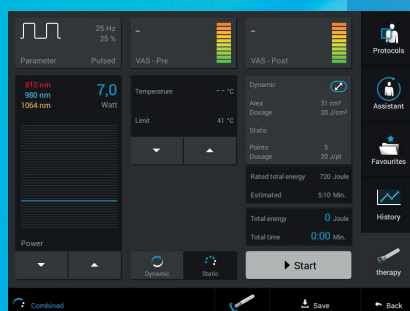 25 Hz
25 %
Parameter
Pulsed
-
VAS - Pre
-
VAS - Post
Protocols
810 nm
980 nm
1064 nm
7,0
Watt
Power
Temperature
-- °C
Limit
41 °C
Dynamic
Static
Dynamic
Area
31 cm²
Dosage
20 J/cm²
Static
Points
5
Dosage
20 J/pt
Rated total energy
720 Joule
Estimated
5:10 Min.
Total energy
0 Joule
Total time
0:00 Min.
Start
Assistant
Favourites
History
therapy
Combined
Save
Back